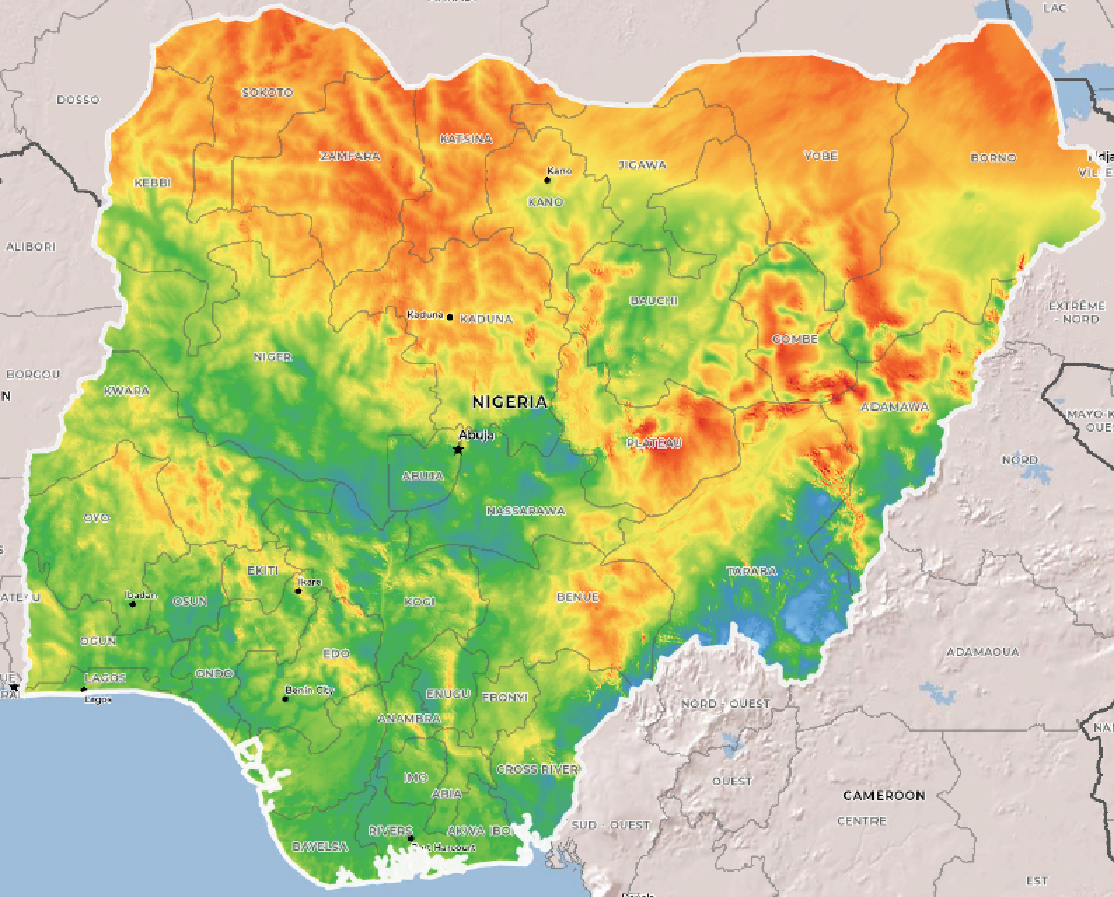 LAC
SOKOTO
DOSSO
KATSINA
ZAMFARA
YOBE
BORNO
JIGAWA
Kano
KEBBI
KANO
ALIBORI
BAUCHI
EXTRÊME
- NORD
Kaduna
KADUNA
GOMBE
NIGER
BORGOU
KWARA
NIGERIA
ADAMAWA
Abuja
PLATEAU
NORD
ABUJA
NASSARAWA
OYO
EKITI
TARABA
Ikare
Ibadan
OSUN
KOGI
BENUE
OGUN
EDO
ADAMAOUA
ONDO
LAGOS
Lagos
Benin City
ENUGU
EBONYI
NORD - OUEST
ANAMBRA
IMO
CROSS RIVER
OUEST
ABIA
CAMEROON
RIVERS
SUD - OUEST
CENTRE
BAYELSA
Port Harcourt
EST